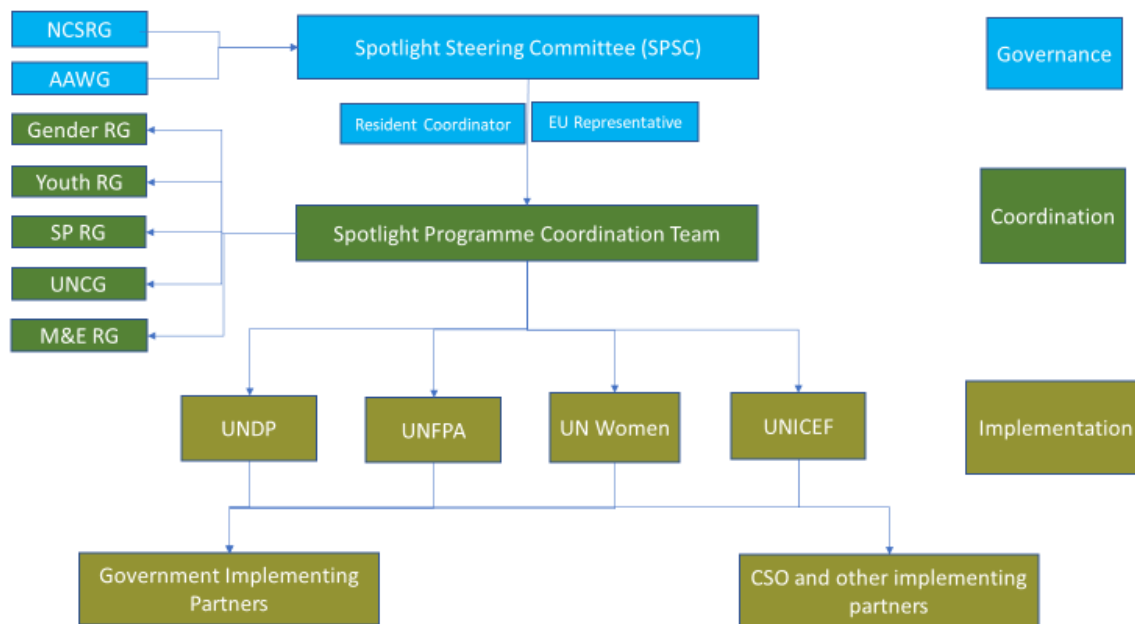 NCSRG
Spotlight Steering Committee (SPSC)
Governance
AAWG
Resident Coordinator
EU Representative
Gender RG
Youth RG
SP RG
Spotlight Programme Coordination Team
Coordination
UNCG
M&E RG
UNDP
UNFPA
UN Women
UNICEF
Implementation
Government Implementing
Partners
CSO and other implementing
partners